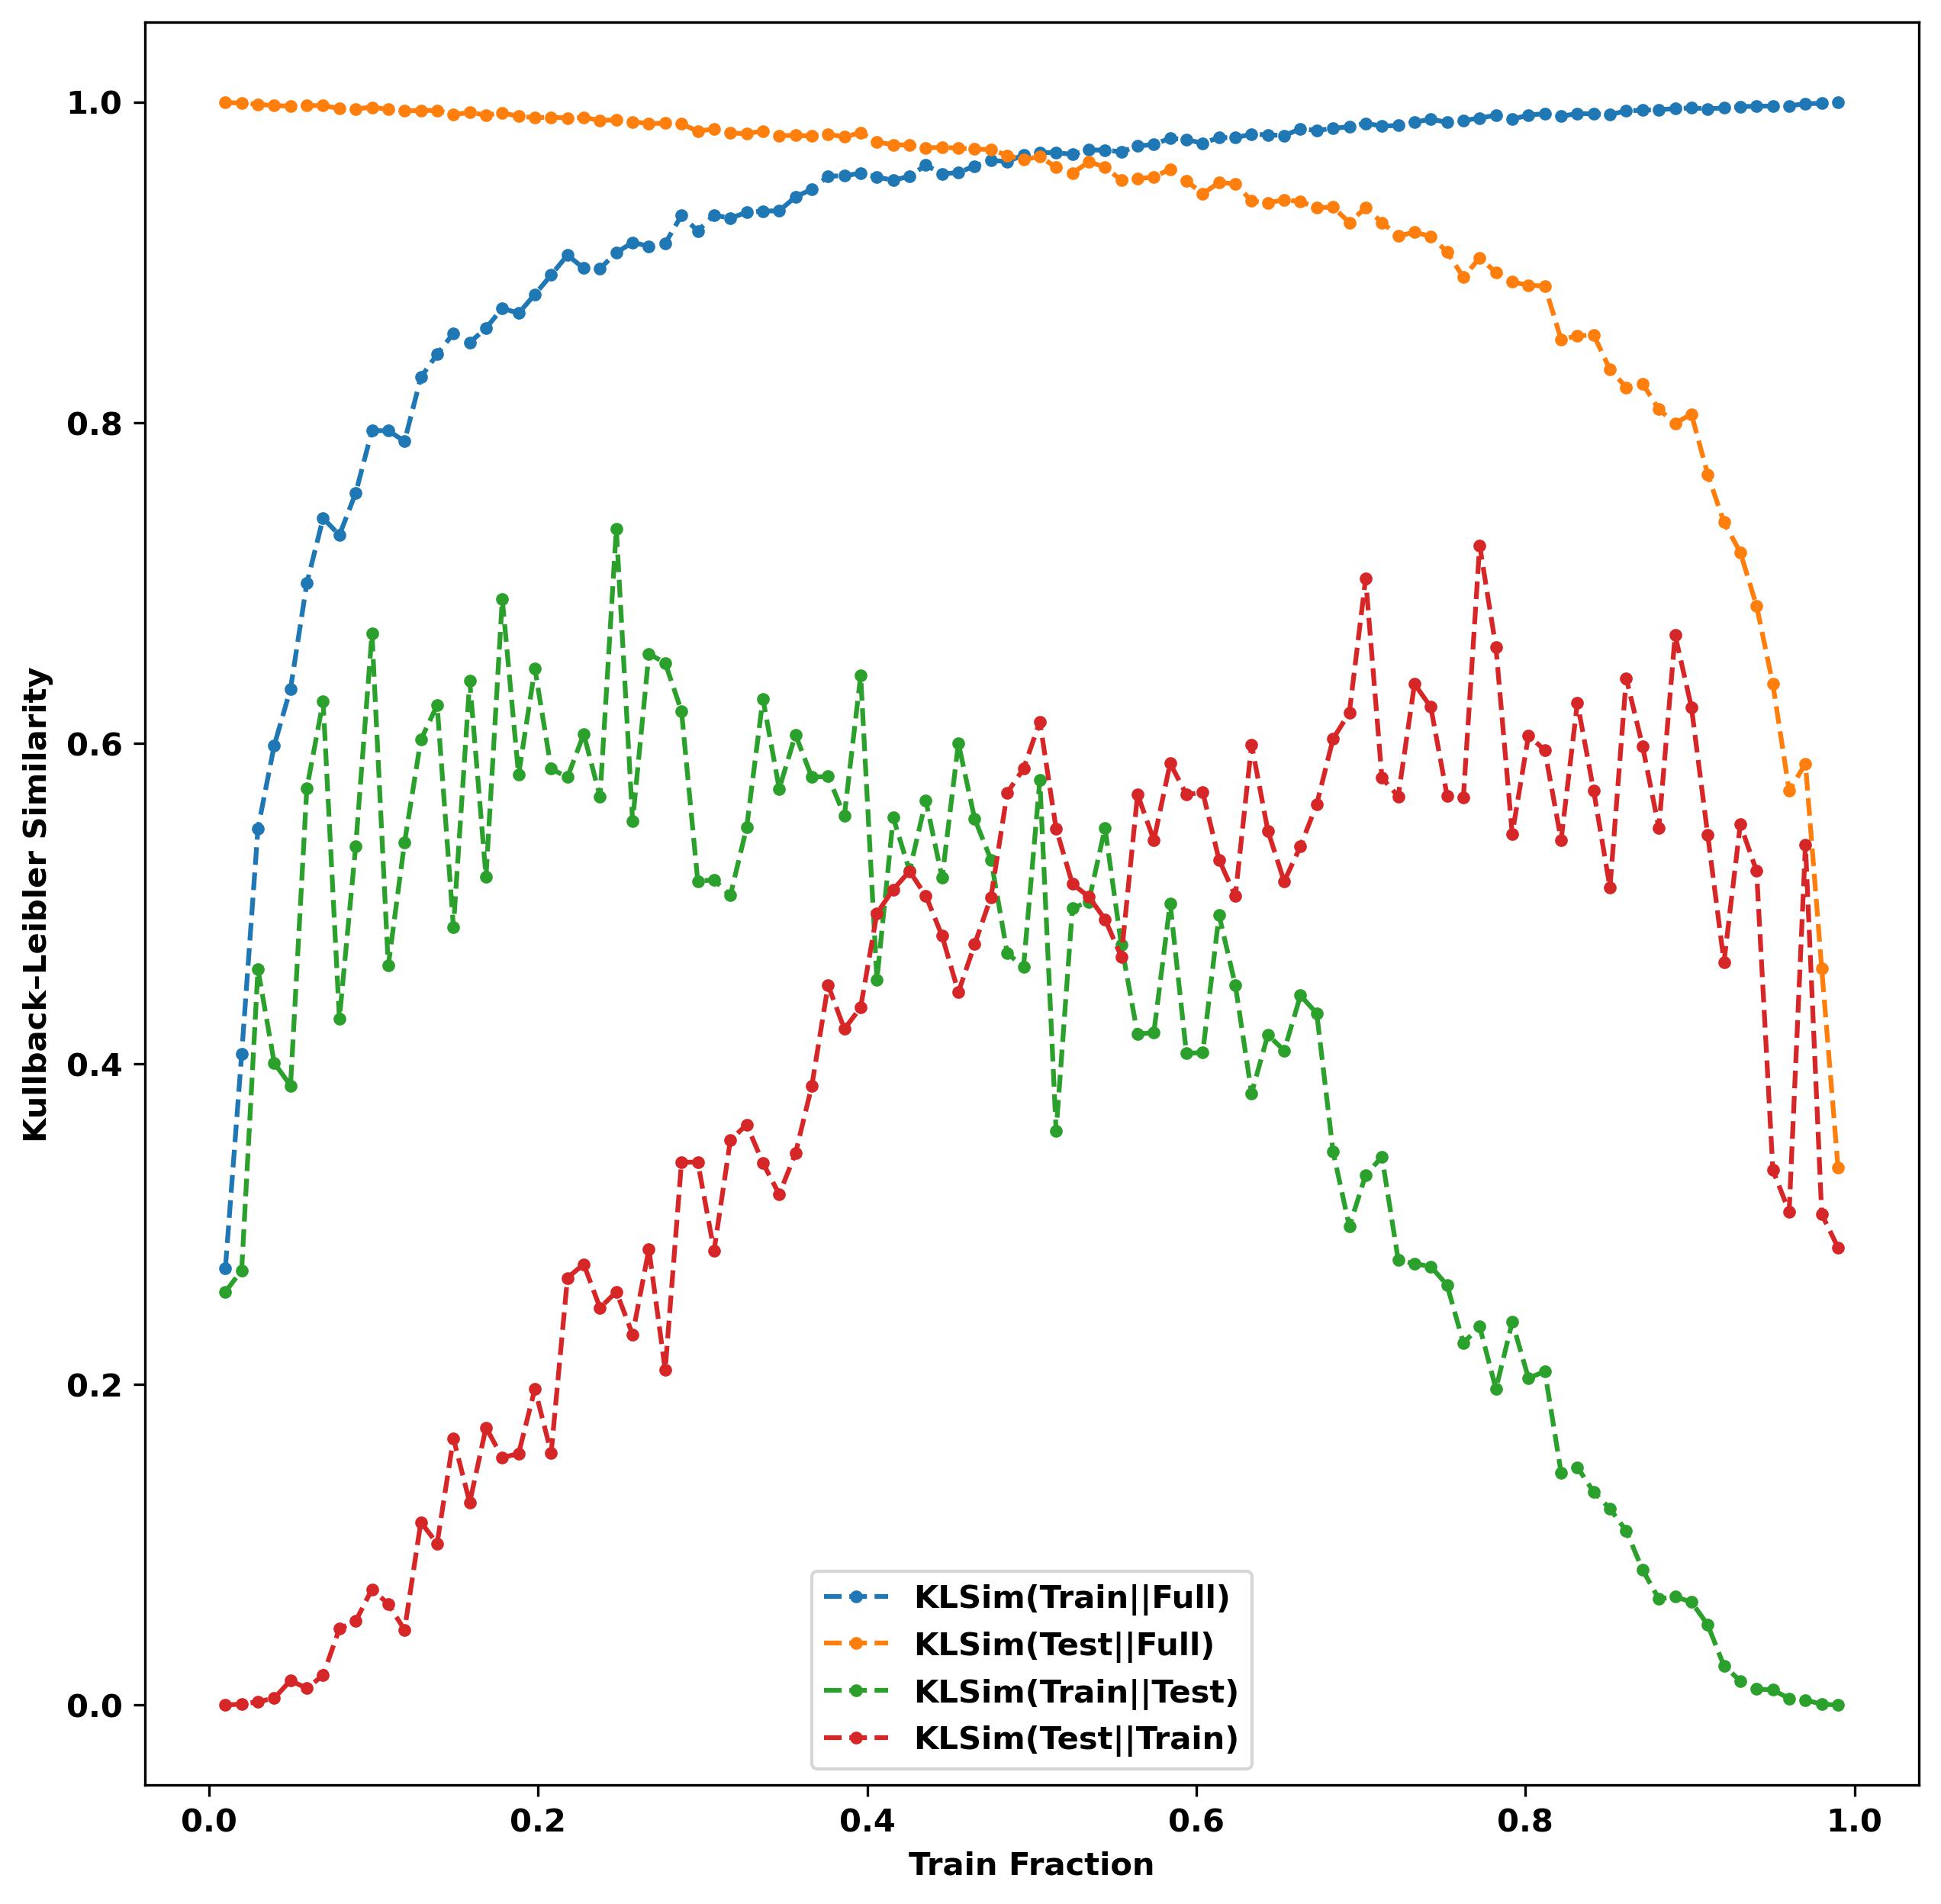 1.0
0.8
0.6
0.4
0.2
0.0
Kullback–Leibler Similarity
KLSim(Train||Full)
KLSim(Test||Full)
KLSim(Train||Test)
KLSim(Test||Train)
0.0 0.2 0.4 0.6 0.8 1.0
Train Fraction